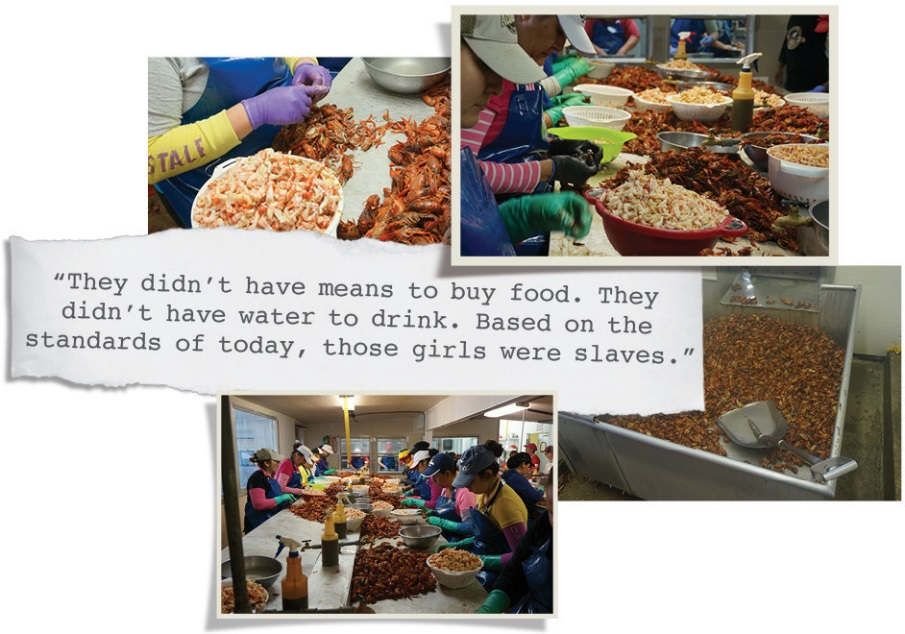 STALE
“They didn’t have means to buy food. They
didn’t have water to drink. Based on the
standards of today, those girls were slaves.”